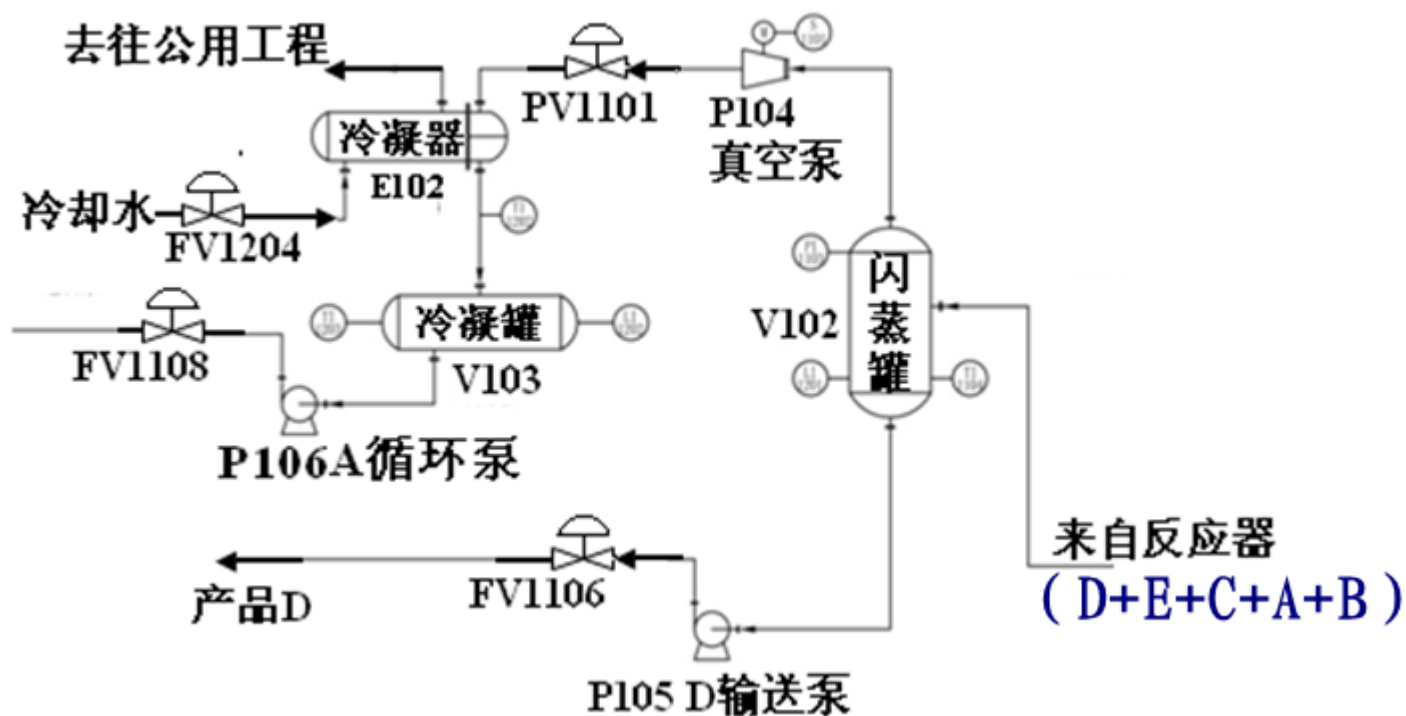 去往公用工程
PV1101
P104
真空泵
冷凝器
E102
冷却水
FV1204
闪蒸罐
V102
冷凝罐
V103
FV1108
P106A循环泵
来自反应器
(D+E+C+A+B)
FV1106
产品D
P105 D输送泵